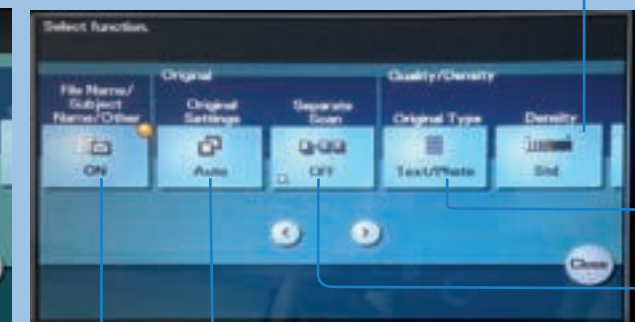 Select function.
Original
Quality/Density
File Name/
Subject
Name/Other
Original
Settings
Separate
Scan
Original Type
Density
ON
Auto
OFF
Text/Photo
Std
Close